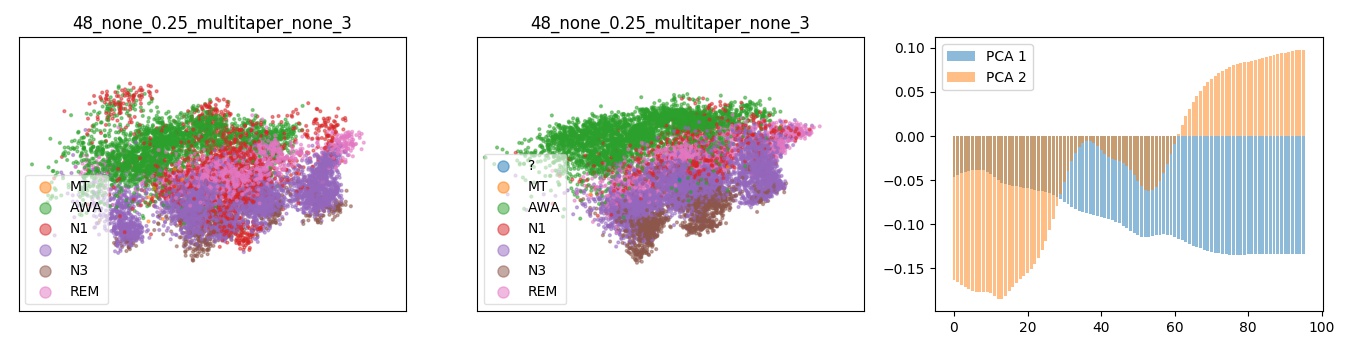 48_none_0.25_multitaper_none_3
MT
AWA
N1
N2
N3
REM
48_none_0.25_multitaper_none_3
?
MT
AWA
N1
N2
N3
REM
PCA 1
PCA 2
0.10
0.05
0.00
−0.05
−0.10
−0.15
0 20 40 60 80 100